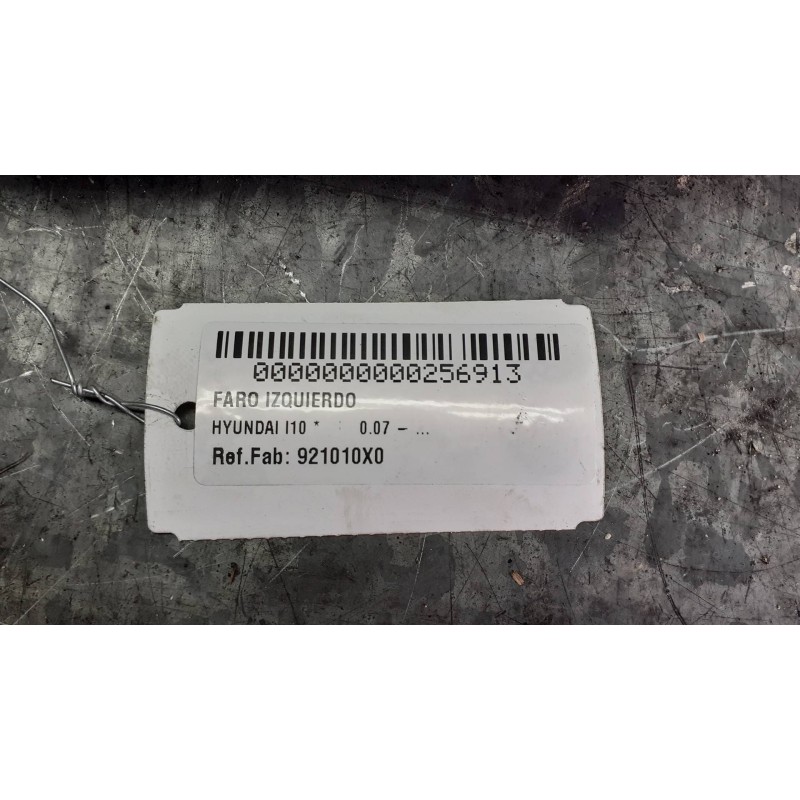 0000000000256913
FARO IZQUIERDO
HYUNDAI I10 * : 0.07 – ...
Ref.Fab: 921010X0